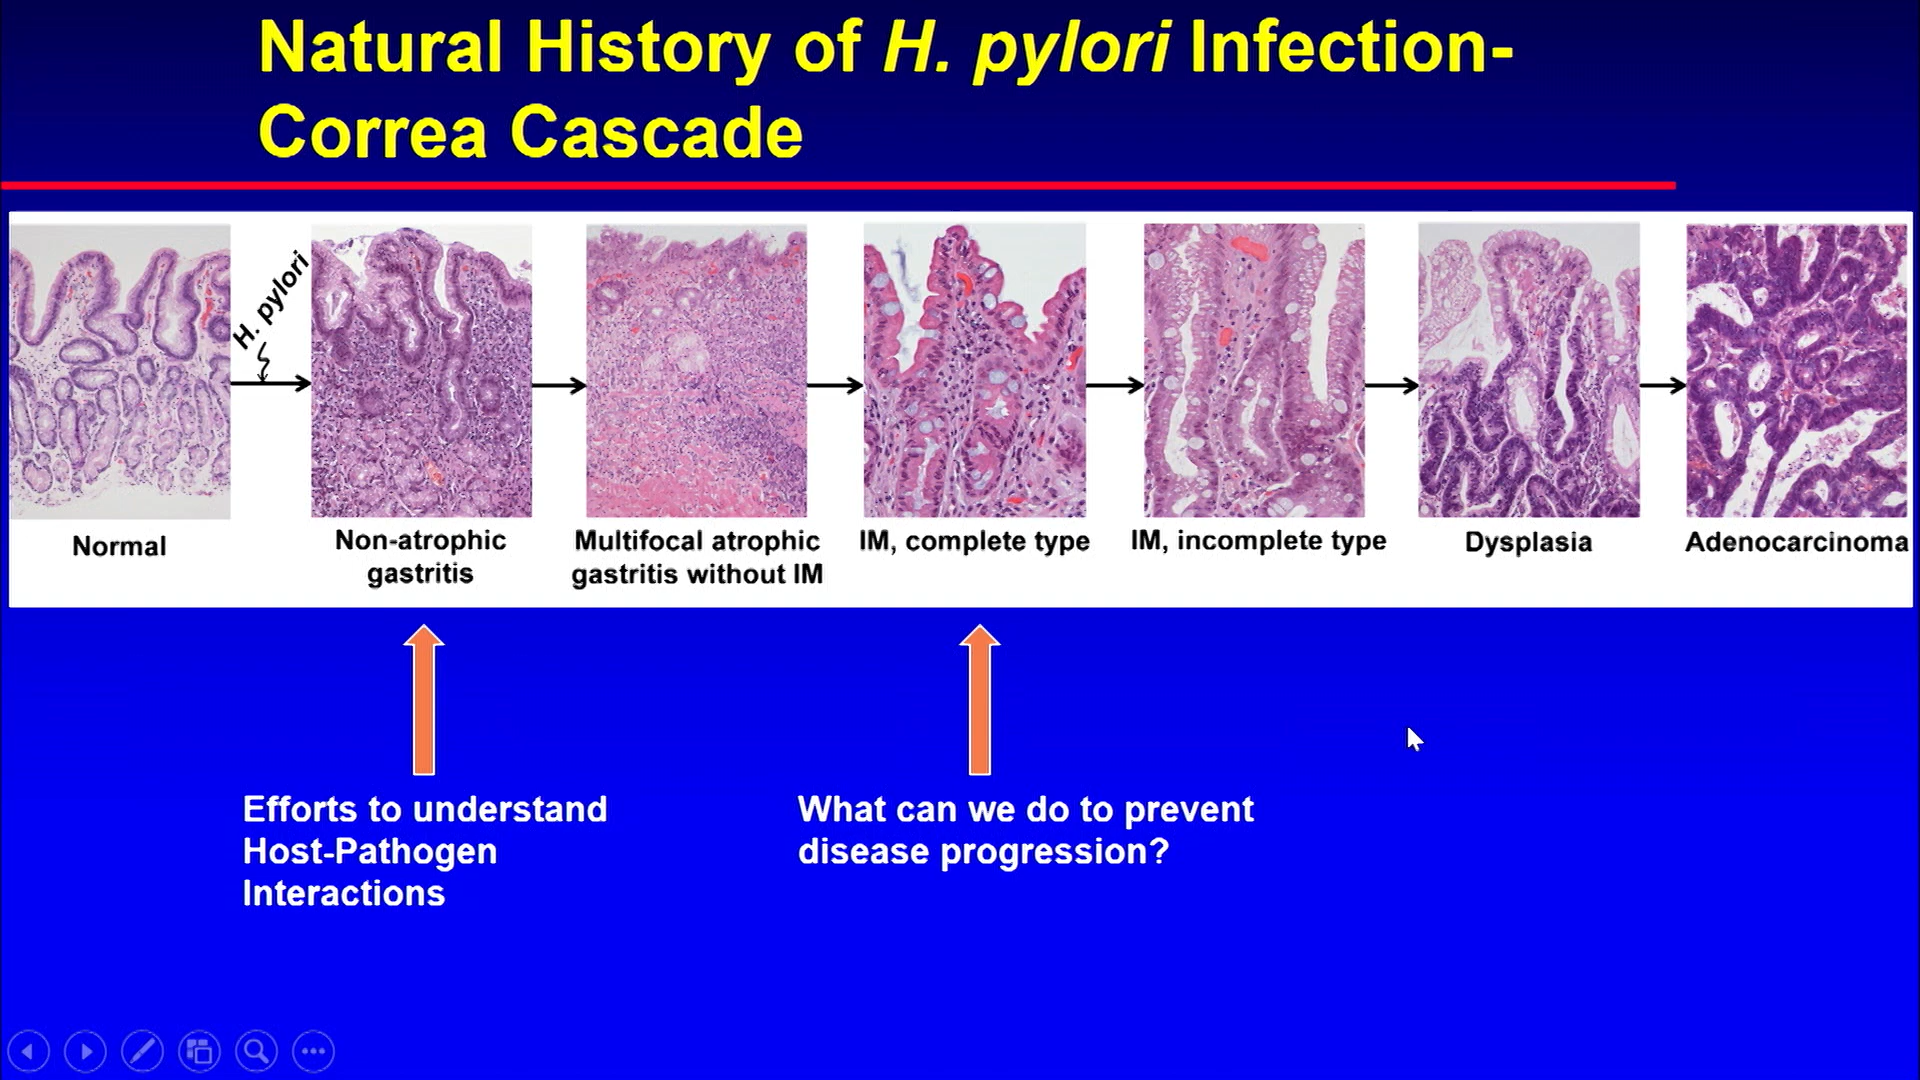 Natural History of H. pylori Infection-
Correa Cascade
H. pylori
Normal
Non-atrophic
gastritis
Multifocal atrophic
gastritis without IM
IM, complete type
IM, incomplete type
Dysplasia
Adenocarcinoma
Efforts to understand
Host-Pathogen
Interactions
What can we do to prevent
disease progression?